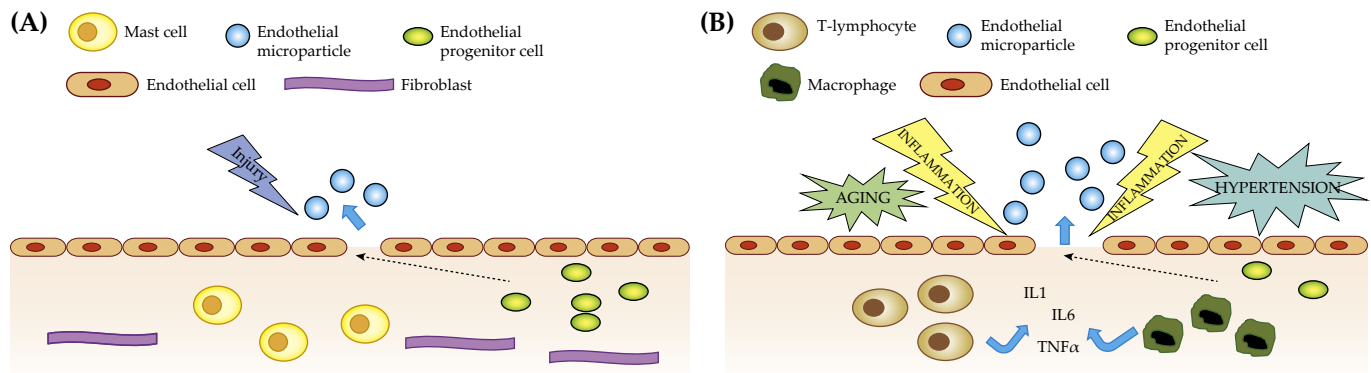 (A)
Mast cell
Endothelial
microparticle
Endothelial
progenitor cell
Endothelial cell
Fibroblast
Injury
(B)
T-lymphocyte
Endothelial
microparticle
Endothelial
progenitor cell
Macrophage
Endothelial cell
AGING
INFLAMMATION
INFLAMMATION
HYPERTENSION
IL1
IL6
TNFα